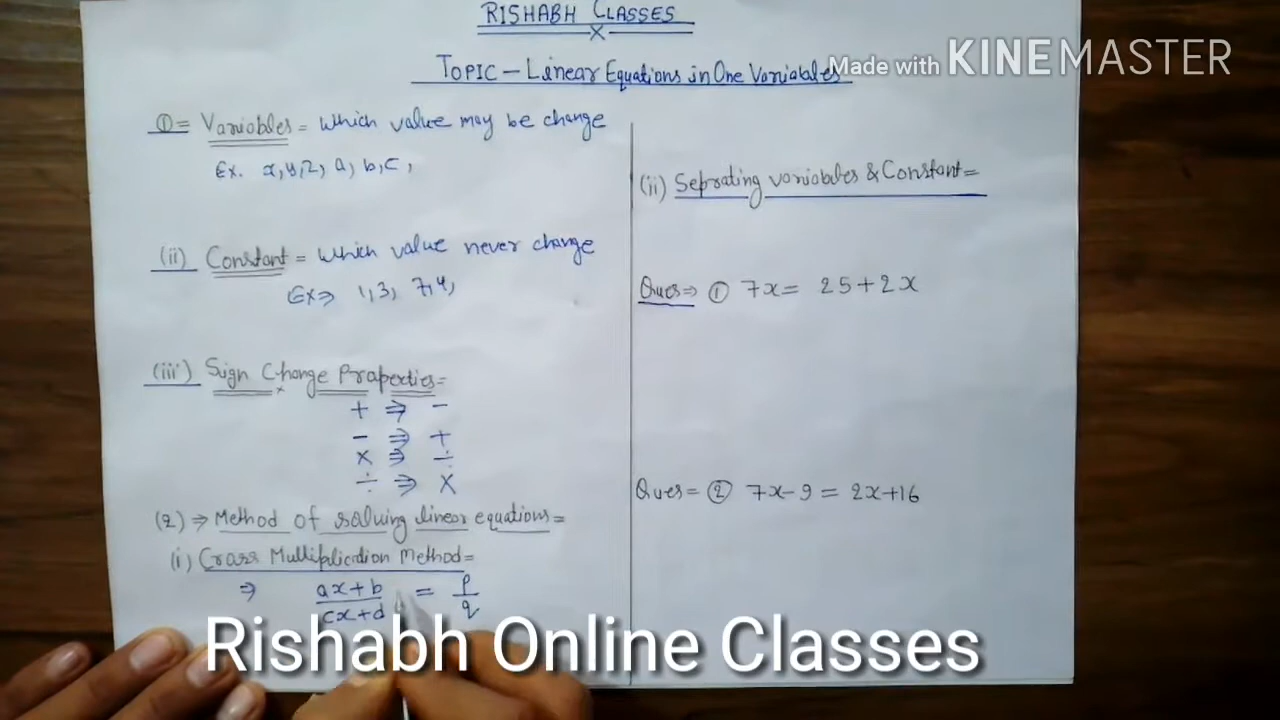 RISHABH CLASSES
TOPIC - Linear Equations in One Variables
Made with KINEMASTER
① = Variables = Which value may be change
Ex. x, y, z, a, b, c,
(ii) Constant = Which value never change
Ex ⇒ 1, 3, 7, 4,
(iii) Sign Change Properties =
+ ⇒ -
- ⇒ +
× ⇒ ÷
÷ ⇒ ×
(2) ⇒ Method of solving linear equations =
(i) Cross Multiplication Method =
⇒ ax+b / cx+d = p / q
(ii) Seprating variables & Constant =
Ques ⇒ ① 7x = 25+2x
Ques = ② 7x-9 = 2x+16
Rishabh Online Classes